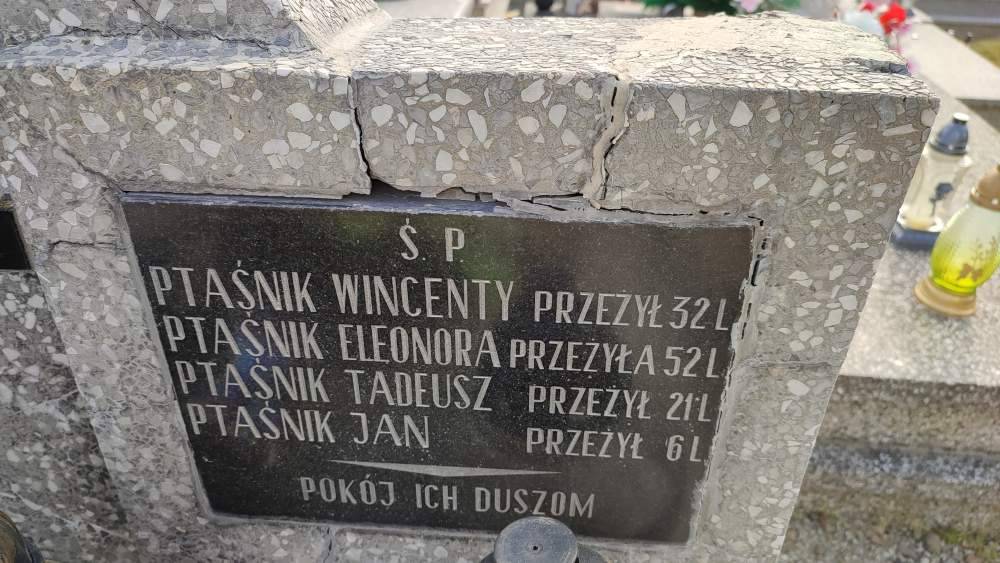 Ś. P.
PTAŚNIK WINCENTY PRZEŻYŁ 32 L
PTAŚNIK ELEONORA PRZEŻYŁA 52 L
PTAŚNIK TADEUSZ PRZEŻYŁ 21 L
PTAŚNIK JAN PRZEŻYŁ 6 L
POKÓJ ICH DUSZOM